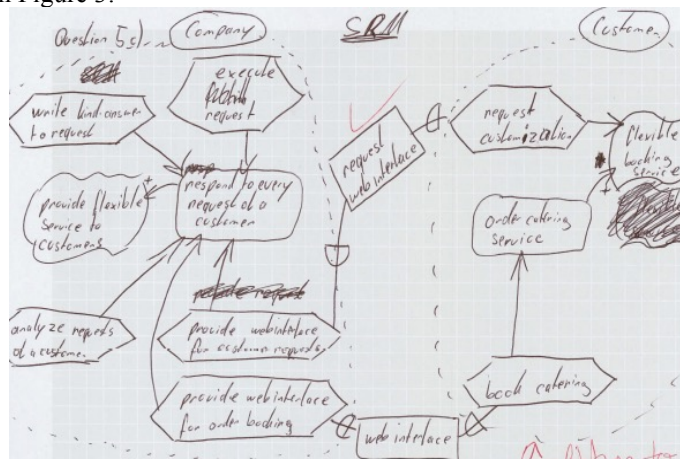 n Figure 5.
Question 5a)
Company
SRM
Customer
execute
request
write kind answer
to request
request
web interface
request
customization
flexible
booking
service
respond to every
request of a
customer
provide flexible
service to
customers
+
order catering
service
+
analyze requests
of a customer
provide webinterface
for customer requests
provide webinterface
for order booking
web interface
book catering